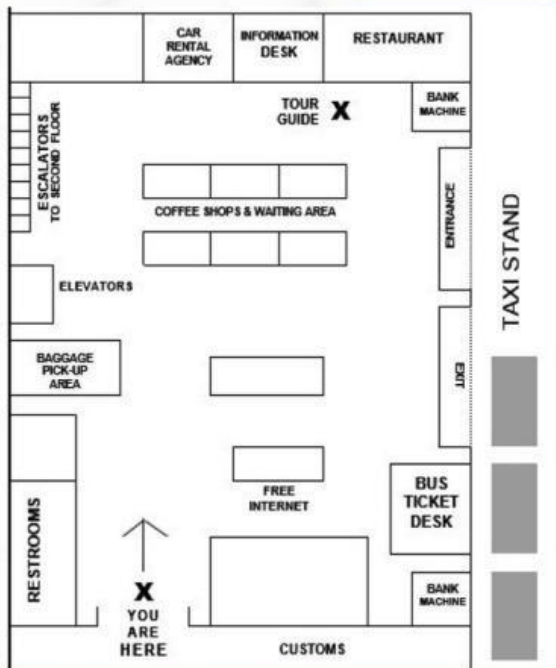 CAR
RENTAL
AGENCY
INFORMATION
DESK
RESTAURANT
TOUR
GUIDE X
BANK
MACHINE
ESCALATORS
TO SECOND FLOOR
COFFEE SHOPS & WAITING AREA
ENTRANCE
TAXI STAND
ELEVATORS
BAGGAGE
PICK-UP
AREA
EXIT
FREE
INTERNET
BUS
TICKET
DESK
RESTROOMS
X
YOU
ARE
HERE
BANK
MACHINE
CUSTOMS